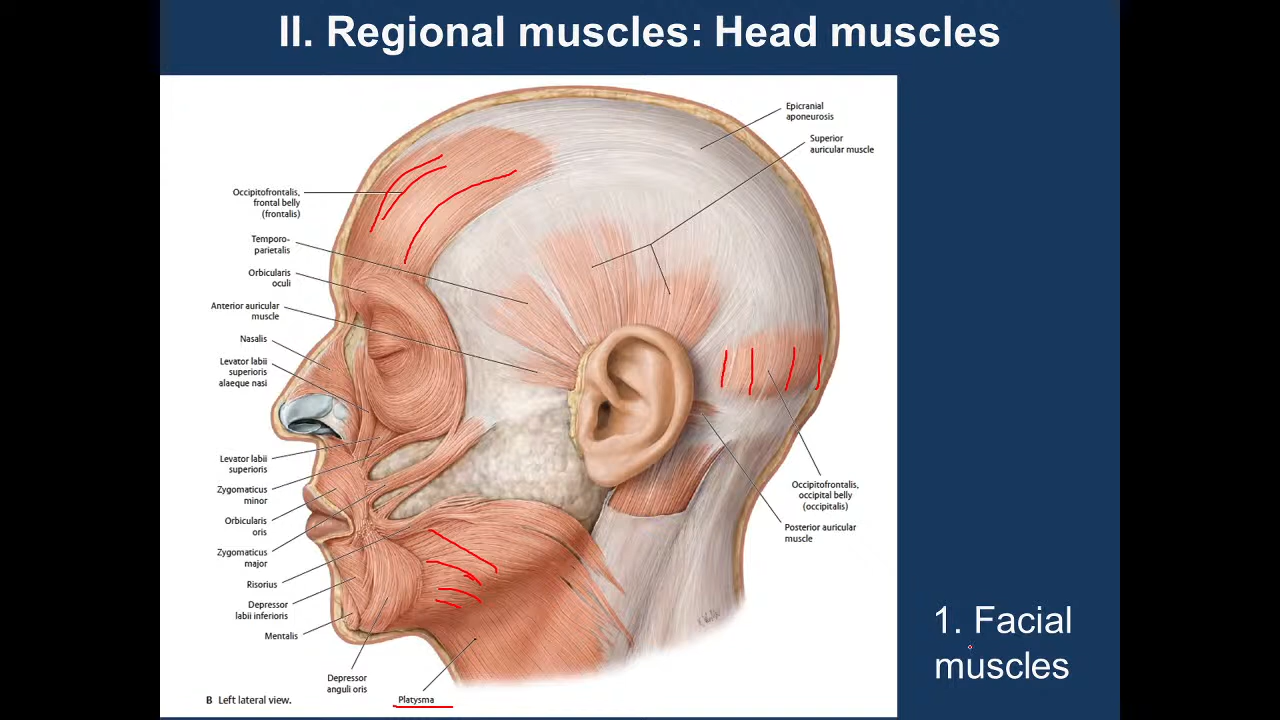 II. Regional muscles: Head muscles
Epicranial
aponeurosis
Superior
auricular muscle
Occipitofrontalis,
frontal belly
(frontalis)
Temporo-
parietalis
Orbicularis
oculi
Anterior auricular
muscle
Nasalis
Levator labii
superioris
alaeque nasi
Levator labii
superioris
Zygomaticus
minor
Orbicularis
oris
Zygomaticus
major
Risorius
Depressor
labii inferioris
Mentalis
Depressor
anguli oris
Platysma
Occipitofrontalis,
occipital belly
(occipitalis)
Posterior auricular
muscle
B Left lateral view.
1. Facial
muscles